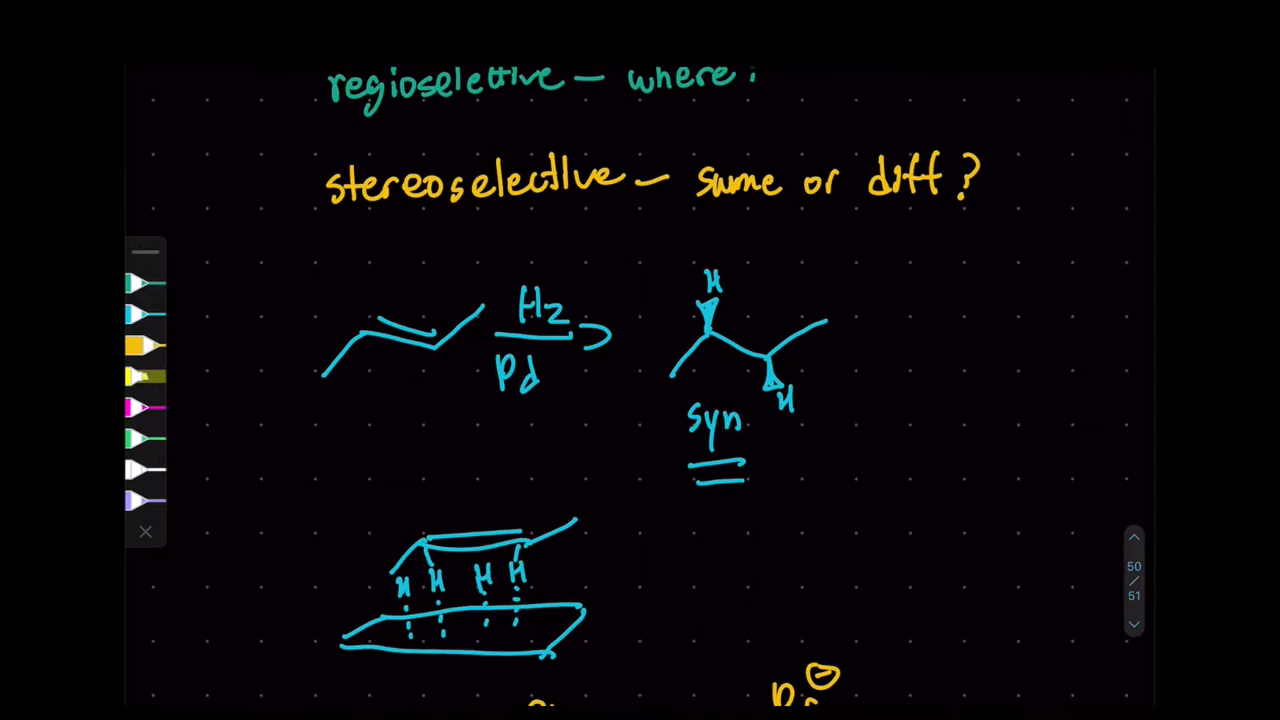 regioselective – where?
stereoselective – same or diff?
H
H2
Pd
H
syn
H H H H
50
/
51